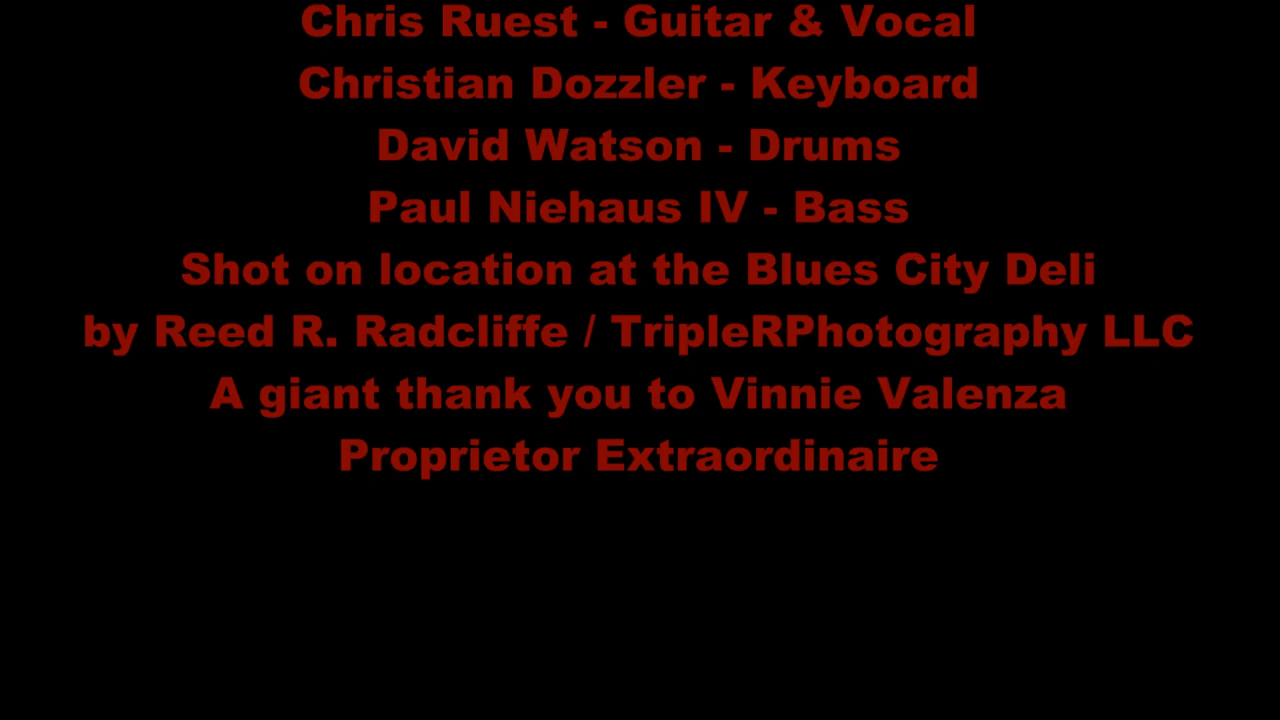 Chris Ruest - Guitar & Vocal
Christian Dozzler - Keyboard
David Watson - Drums
Paul Niehaus IV - Bass
Shot on location at the Blues City Deli
by Reed R. Radcliffe / TripleRPhotography LLC
A giant thank you to Vinnie Valenza
Proprietor Extraordinaire